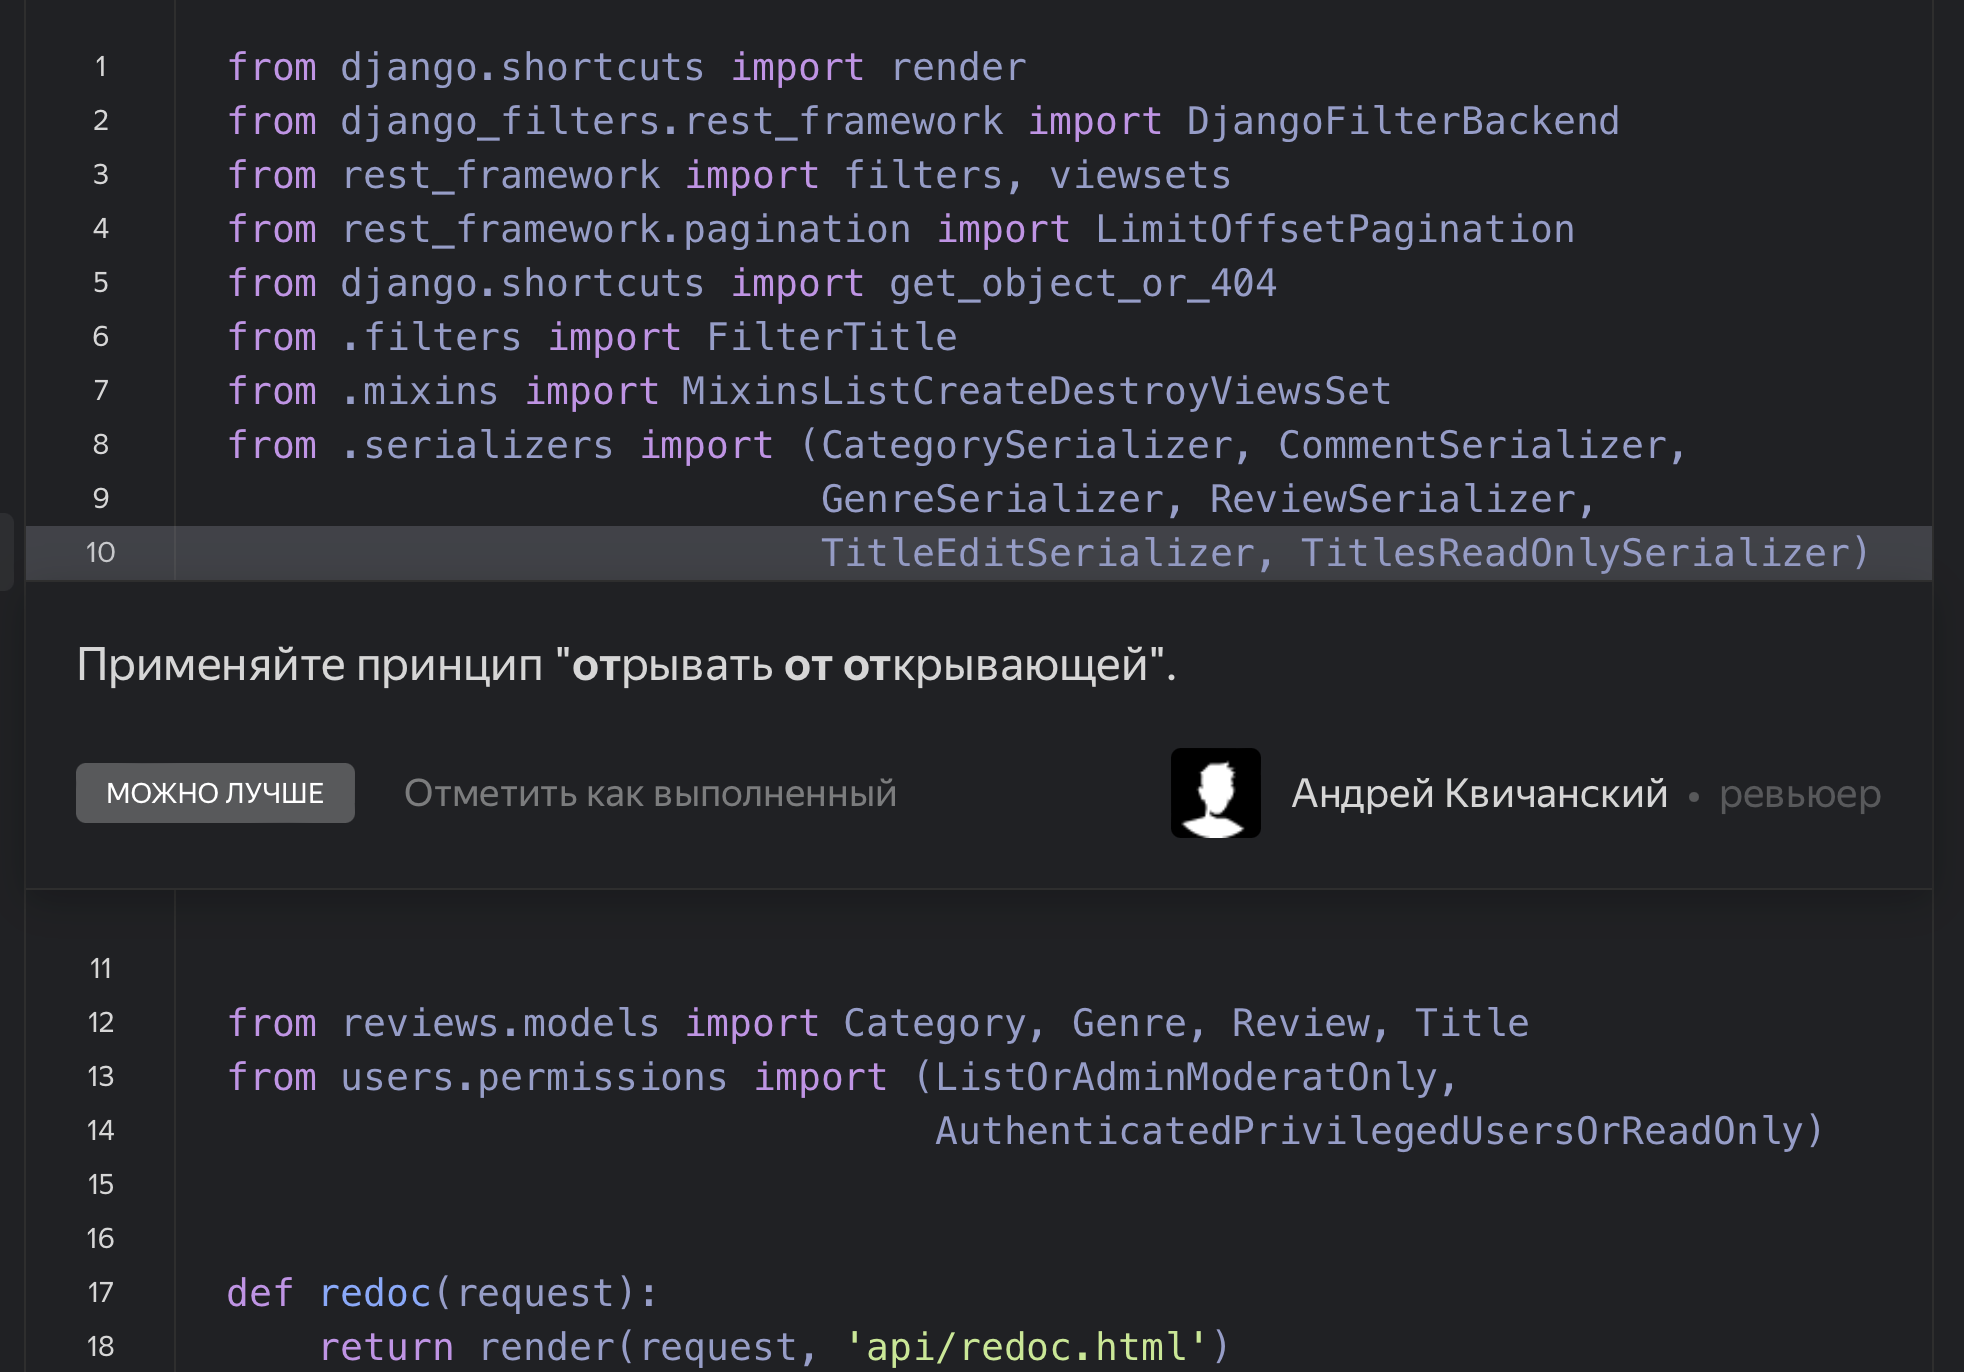 1 from django.shortcuts import render
2 from django_filters.rest_framework import DjangoFilterBackend
3 from rest_framework import filters, viewsets
4 from rest_framework.pagination import LimitOffsetPagination
5 from django.shortcuts import get_object_or_404
6 from .filters import FilterTitle
7 from .mixins import MixinsListCreateDestroyViewsSet
8 from .serializers import (CategorySerializer, CommentSerializer,
9 GenreSerializer, ReviewSerializer,
10 TitleEditSerializer, TitlesReadOnlySerializer)
Применяйте принцип "отрывать от открывающей".
МОЖНО ЛУЧШЕ Отметить как выполненный Андрей Квичанский • ревьюер
11
12 from reviews.models import Category, Genre, Review, Title
13 from users.permissions import (ListOrAdminModeratOnly,
14 AuthenticatedPrivilegedUsersOrReadOnly)
15
16
17 def redoc(request):
18 return render(request, 'api/redoc.html')